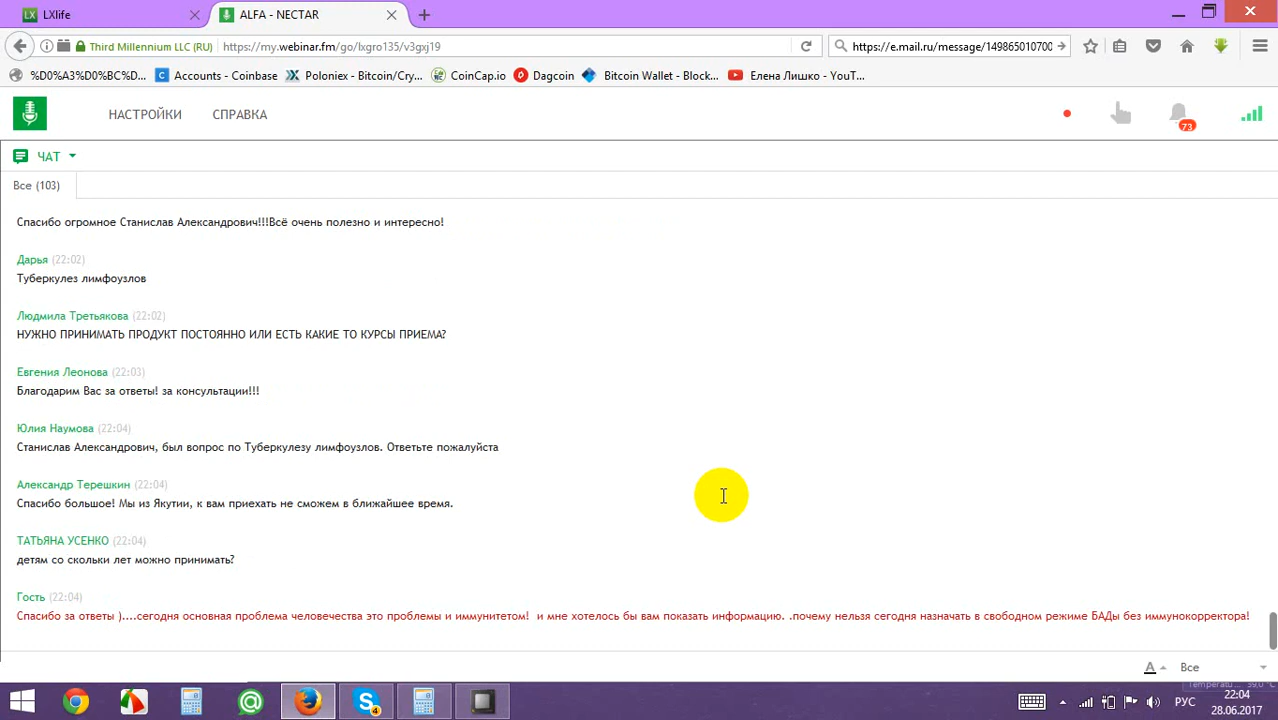 LXlife
ALFA - NECTAR
Third Millennium LLC (RU)
https://my.webinar.fm/go/lxgro135/v3gxj19
https://e.mail.ru/message/149865010700
%D0%A3%D0%BC%D...
Accounts - Coinbase
Poloniex - Bitcoin/Cry...
CoinCap.io
Dagcoin
Bitcoin Wallet - Block...
Елена Лишко - YouT...
НАСТРОЙКИ
СПРАВКА
73
ЧАТ
Все (103)
Спасибо огромное Станислав Александрович!!!Всё очень полезно и интересно!
Дарья (22:02)
Туберкулез лимфоузлов
Людмила Третьякова (22:02)
НУЖНО ПРИНИМАТЬ ПРОДУКТ ПОСТОЯННО ИЛИ ЕСТЬ КАКИЕ ТО КУРСЫ ПРИЕМА?
Евгения Леонова (22:03)
Благодарим Вас за ответы! за консультации!!!
Юлия Наумова (22:04)
Станислав Александрович, был вопрос по Туберкулезу лимфоузлов. Ответьте пожалуйста
Александр Терешкин (22:04)
Спасибо большое! Мы из Якутии, к вам приехать не сможем в ближайшее время.
ТАТЬЯНА УСЕНКО (22:04)
детям со скольки лет можно принимать?
Гость (22:04)
Спасибо за ответы )....сегодня основная проблема человечества это проблемы и иммунитетом! и мне хотелось бы вам показать информацию. .почему нельзя сегодня назначать в свободном режиме БАДы без иммунокорректора!
A
Все
РУС
22:04
28.06.2017